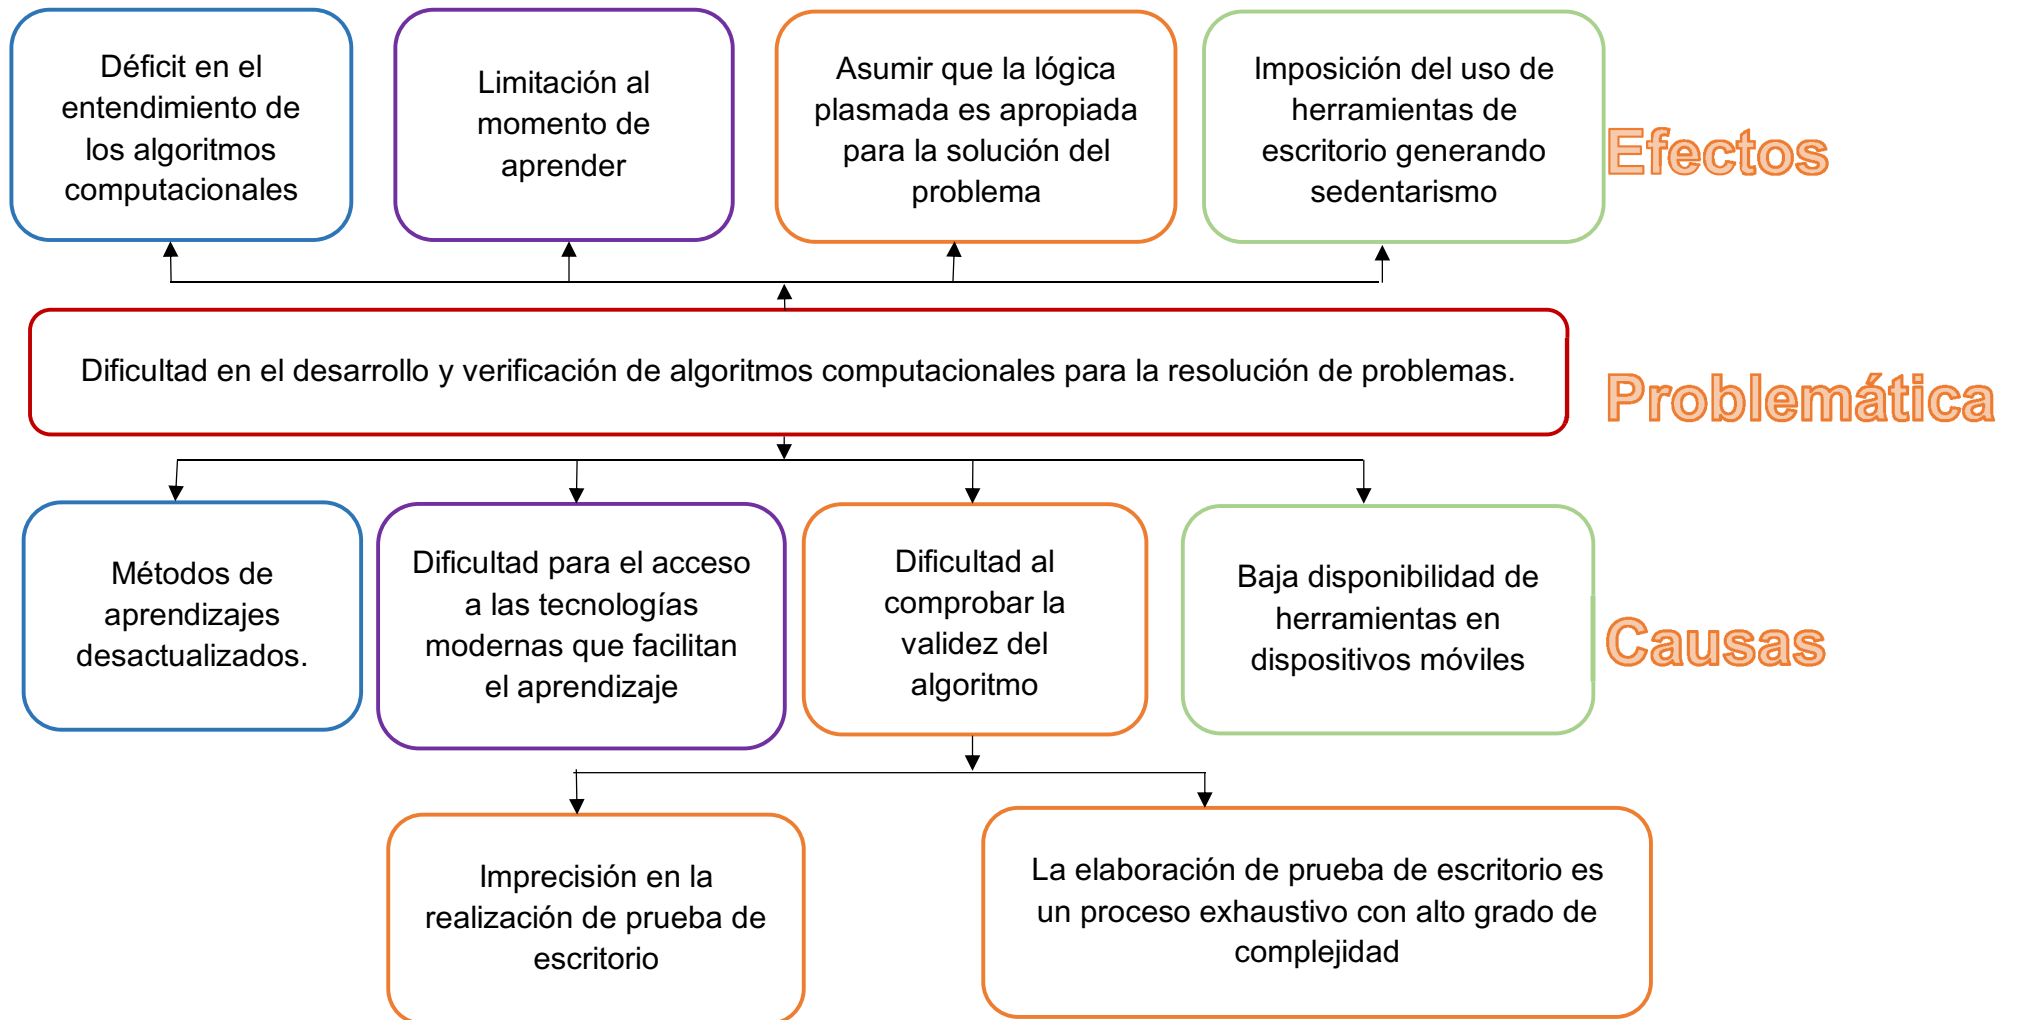 Déficit en el
entendimiento de
los algoritmos
computacionales
Limitación al
momento de
aprender
Asumir que la lógica
plasmada es apropiada
para la solución del
problema
Imposición del uso de
herramientas de
escritorio generando
sedentarismo
Efectos
Dificultad en el desarrollo y verificación de algoritmos computacionales para la resolución de problemas.
Problemática
Métodos de
aprendizajes
desactualizados.
Dificultad para el acceso
a las tecnologías
modernas que facilitan
el aprendizaje
Dificultad al
comprobar la
validez del
algoritmo
Baja disponibilidad de
herramientas en
dispositivos móviles
Causas
Imprecisión en la
realización de prueba de
escritorio
La elaboración de prueba de escritorio es
un proceso exhaustivo con alto grado de
complejidad